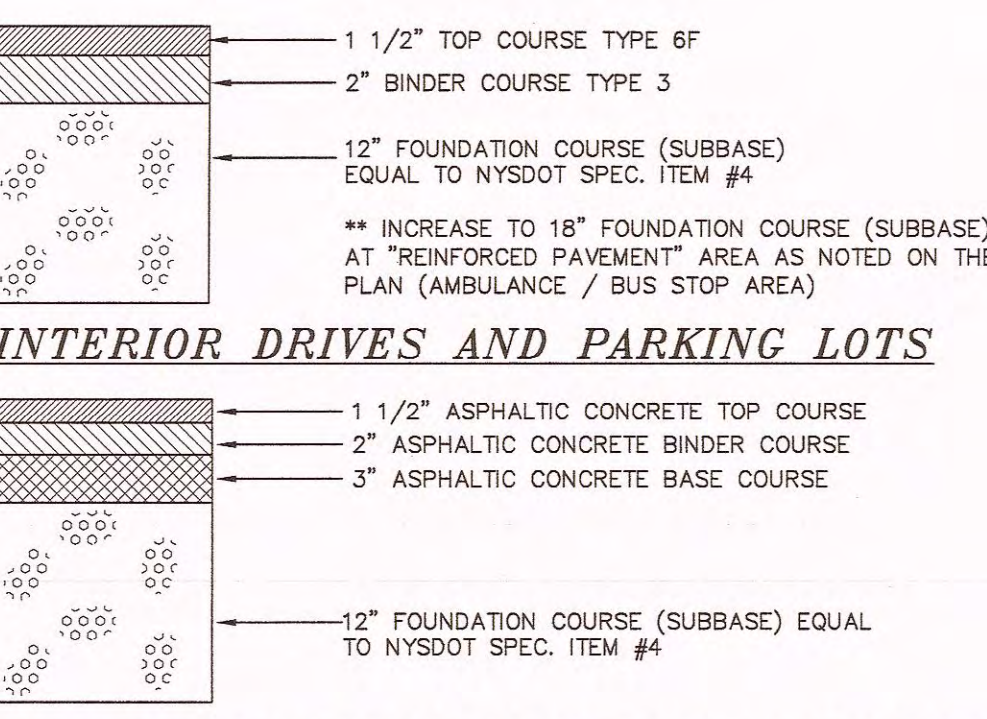 1 1/2" TOP COURSE TYPE 6F
2" BINDER COURSE TYPE 3
12" FOUNDATION COURSE (SUBBASE)
EQUAL TO NYSDOT SPEC. ITEM #4
** INCREASE TO 18" FOUNDATION COURSE (SUBBASE)
AT "REINFORCED PAVEMENT" AREA AS NOTED ON THE
PLAN (AMBULANCE / BUS STOP AREA)
INTERIOR DRIVES AND PARKING LOTS
1 1/2" ASPHALTIC CONCRETE TOP COURSE
2" ASPHALTIC CONCRETE BINDER COURSE
3" ASPHALTIC CONCRETE BASE COURSE
12" FOUNDATION COURSE (SUBBASE) EQUAL
TO NYSDOT SPEC. ITEM #4